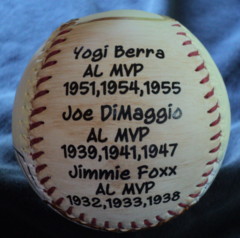 Yogi Berra
AL MVP
1951,1954,1955
Joe DiMaggio
AL MVP
1939,1941,1947
Jimmie Foxx
AL MVP
1932,1933,1938